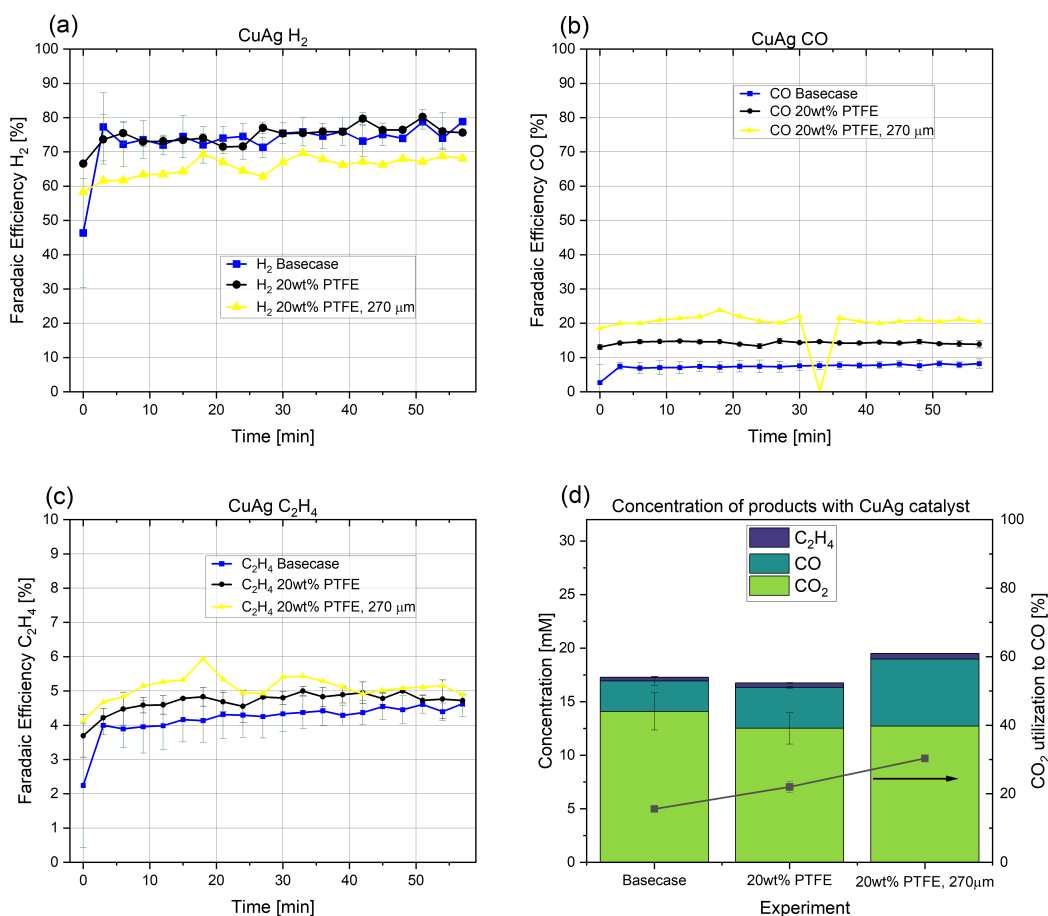 (a)
CuAg H₂
Faradaic Efficiency H₂ [%]
100
90
80
70
60
50
40
30
20
10
0
H₂ Basecase
H₂ 20wt% PTFE
H₂ 20wt% PTFE, 270 μm
0 10 20 30 40 50
Time [min]
(b)
CuAg CO
Faradaic Efficiency CO [%]
100
90
80
70
60
50
40
30
20
10
0
CO Basecase
CO 20wt% PTFE
CO 20wt% PTFE, 270 μm
0 10 20 30 40 50
Time [min]
(c)
CuAg C₂H₄
Faradaic Efficiency C₂H₄ [%]
10
9
8
7
6
5
4
3
2
1
0
C₂H₄ Basecase
C₂H₄ 20wt% PTFE
C₂H₄ 20wt% PTFE, 270 μm
0 10 20 30 40 50
Time [min]
(d)
Concentration of products with CuAg catalyst
Concentration [mM]
30
25
20
15
10
5
0
C₂H₄
CO
CO₂
100
80
60
40
20
0
CO₂ utilization to CO [%]
Basecase 20wt% PTFE 20wt% PTFE, 270μm
Experiment